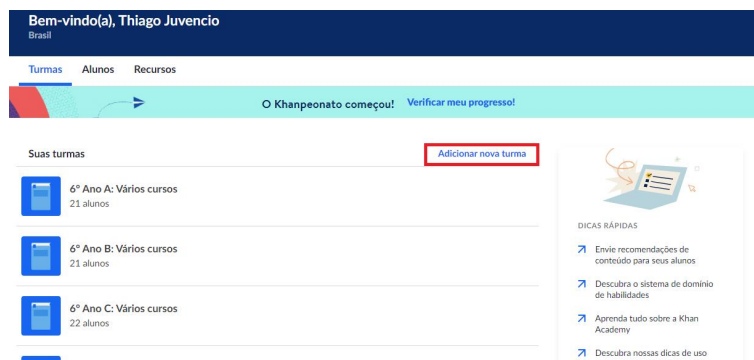 Bem-vindo(a), Thiago Juvencio
Brasil
Turmas Alunos Recursos
O Khanpeonato começou! Verificar meu progresso!
Suas turmas
Adicionar nova turma
6º Ano A: Vários cursos
21 alunos
6º Ano B: Vários cursos
21 alunos
6º Ano C: Vários cursos
22 alunos
DICAS RÁPIDAS
Envie recomendações de
conteúdo para seus alunos
Descubra o sistema de domínio
de habilidades
Aprenda tudo sobre a Khan
Academy
Descubra nossas dicas de uso